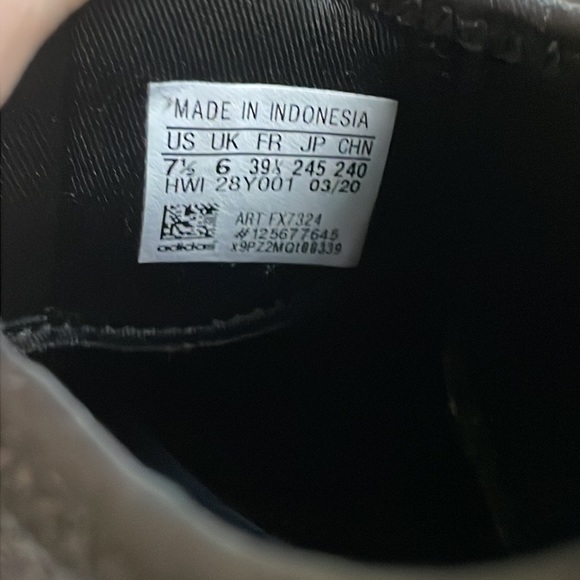 MADE IN INDONESIA
US UK FR JP CHN
7½ 6 39⅓ 245 240
HWI 28Y001 03/20
ART FX7324
#125677645
adidas